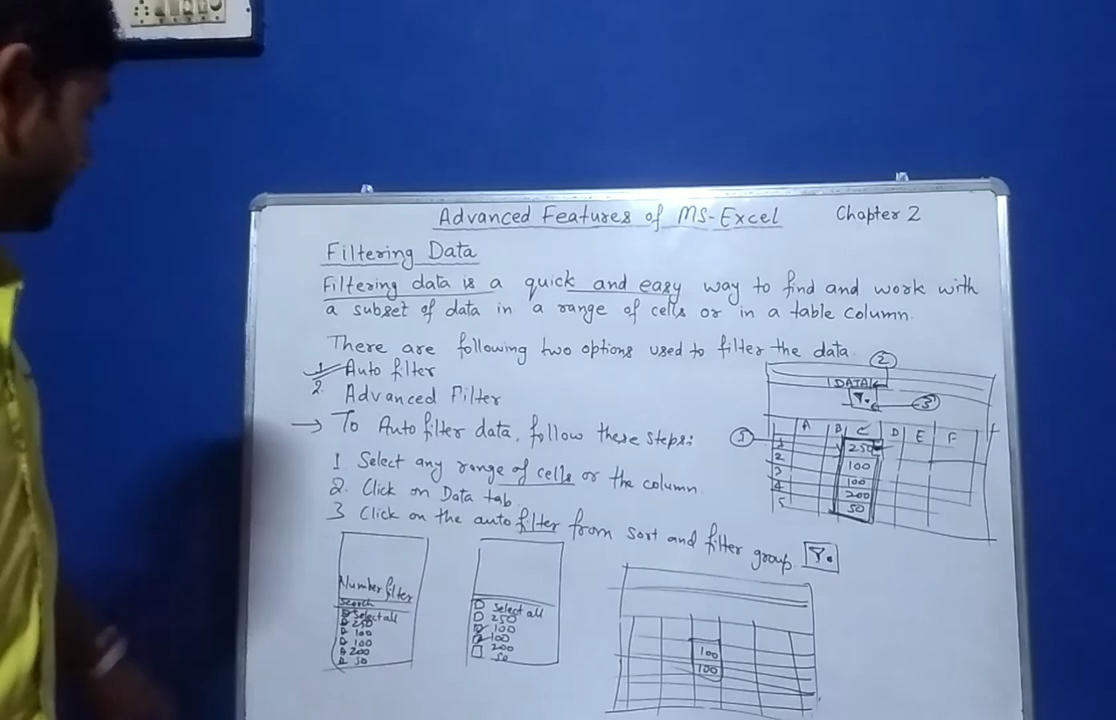 Advanced Features of MS-Excel Chapter 2
Filtering Data
Filtering data is a quick and easy way to find and work with
a subset of data in a range of cells or in a table column.
There are following two options used to filter the data.
1 Auto filter
2. Advanced Filter
→ To Auto filter data, follow these steps:
1 Select any range of cells or the column.
2. Click on Data tab
3 Click on the auto filter from sort and filter group
2
DATA
3
A B C D E F
1
2
3
4
5
250
100
100
200
50
Number filter
Search
Select all
250
100
100
200
50
Select all
250
100
100
200
50
100
100